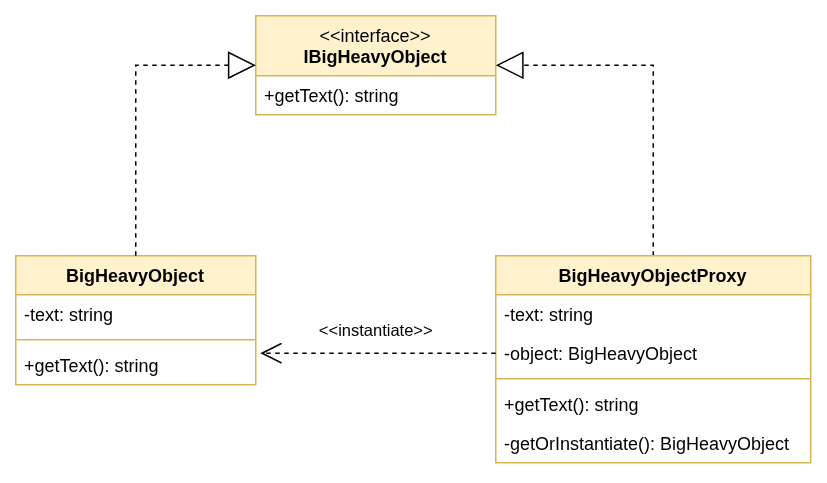 <<interface>>
IBigHeavyObject
+getText(): string
BigHeavyObject
-text: string
+getText(): string
<<instantiate>>
BigHeavyObjectProxy
-text: string
-object: BigHeavyObject
+getText(): string
-getOrInstantiate(): BigHeavyObject